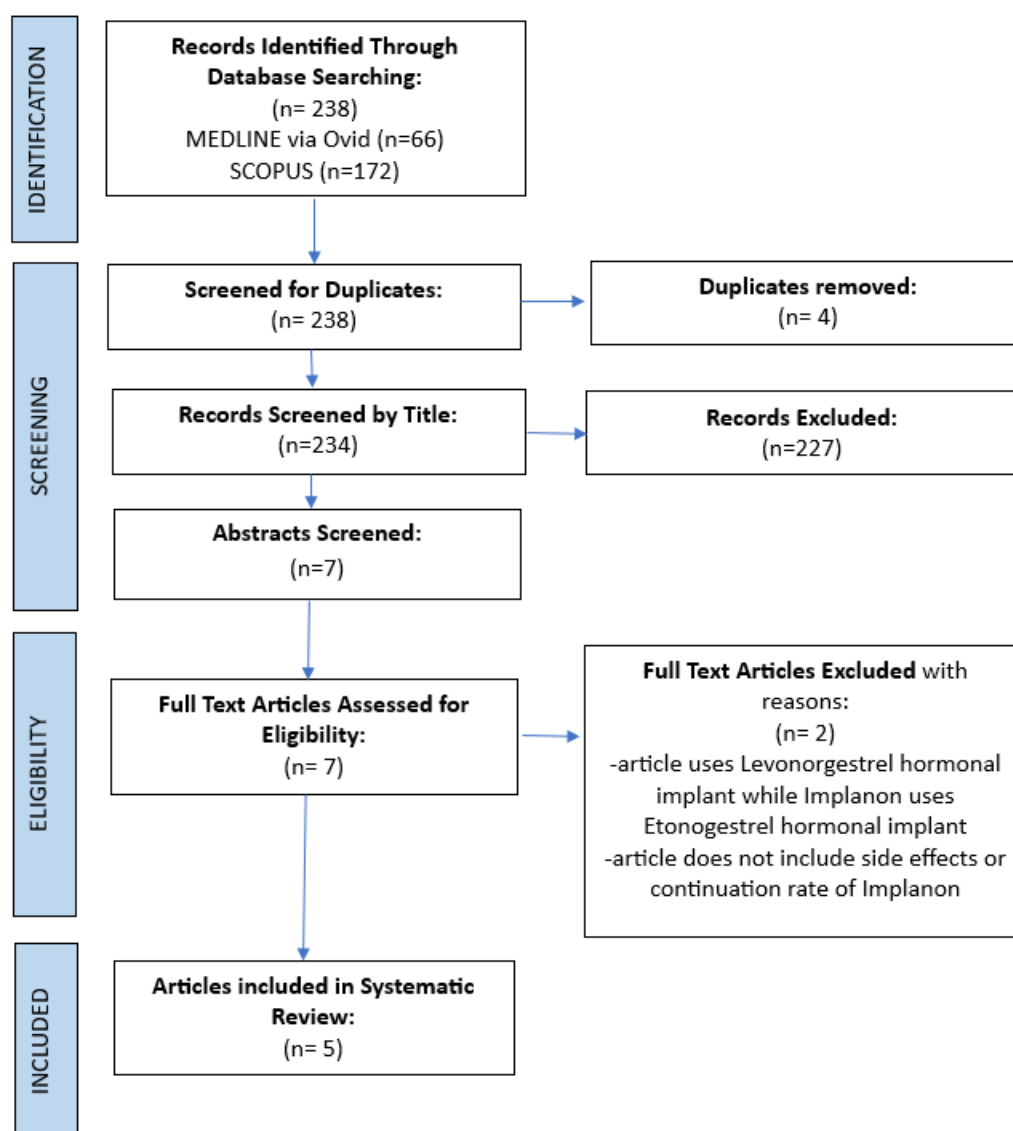 IDENTIFICATION
Records Identified Through
Database Searching:
(n= 238)
MEDLINE via Ovid (n=66)
SCOPUS (n=172)
SCREENING
Screened for Duplicates:
(n= 238)
Duplicates removed:
(n= 4)
Records Screened by Title:
(n=234)
Records Excluded:
(n=227)
Abstracts Screened:
(n=7)
ELIGIBILITY
Full Text Articles Assessed for
Eligibility:
(n= 7)
Full Text Articles Excluded with
reasons:
(n= 2)
-article uses Levonorgestrel hormonal
implant while Implanon uses
Etonogestrel hormonal implant
-article does not include side effects or
continuation rate of Implanon
INCLUDED
Articles included in Systematic
Review:
(n= 5)